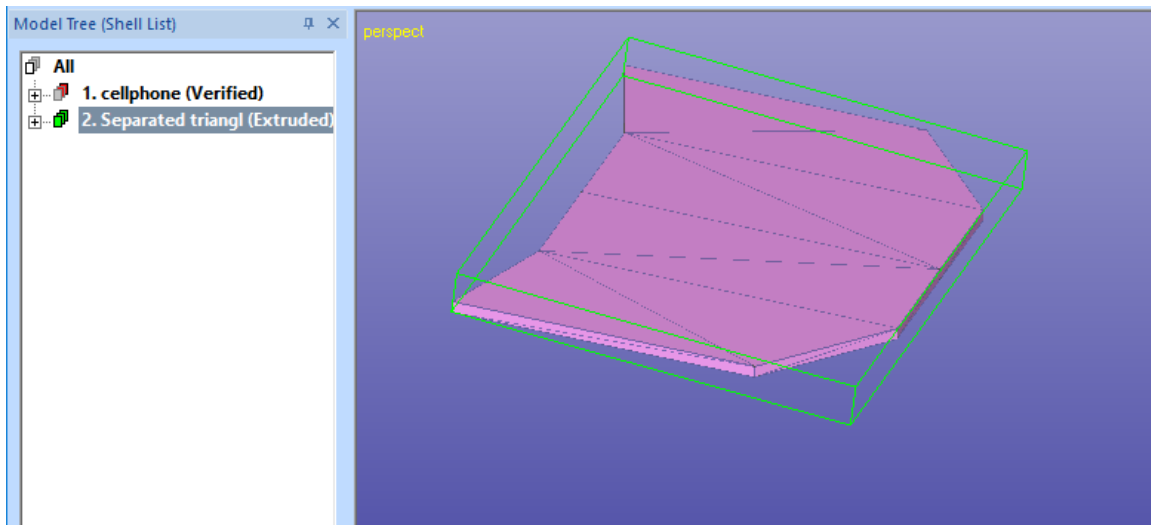 Model Tree (Shell List)
perspect
All
1. cellphone (Verified)
2. Separated triangl (Extruded)